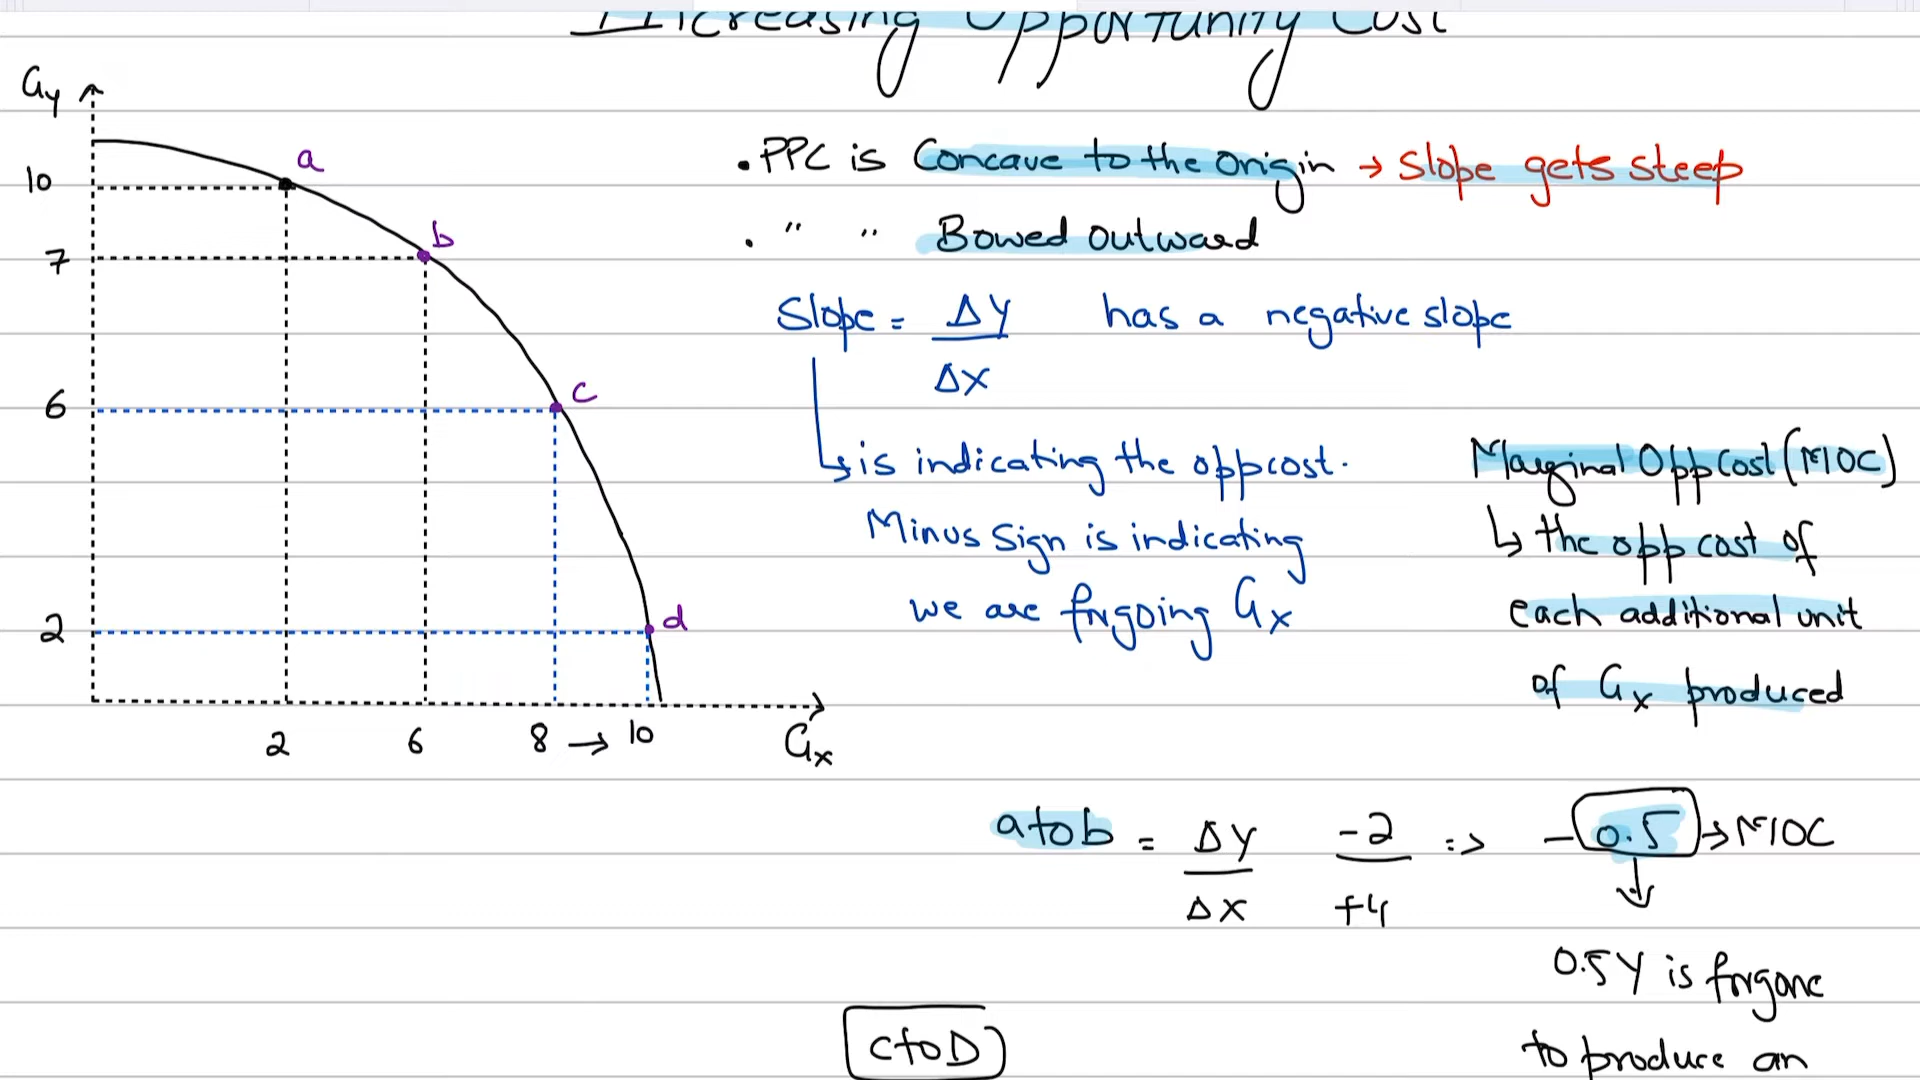 Increasing Opportunity Cost
Gy
a
10
b
7
c
6
d
2
2 6 8 → 10 Gx
• PPC is Concave to the Origin → Slope gets steep
• " " Bowed outward
Slope = ΔY / ΔX has a negative slope
↳ is indicating the opp cost.
Minus Sign is indicating
we are forgoing Gx
Marginal Opp Cost (MOC)
↳ the opp cost of
each additional unit
of Gx produced
a to b = ΔY / ΔX -2 / +4 => - 0.5 → MOC
↓
0.5Y is forgone
to produce an
C to D